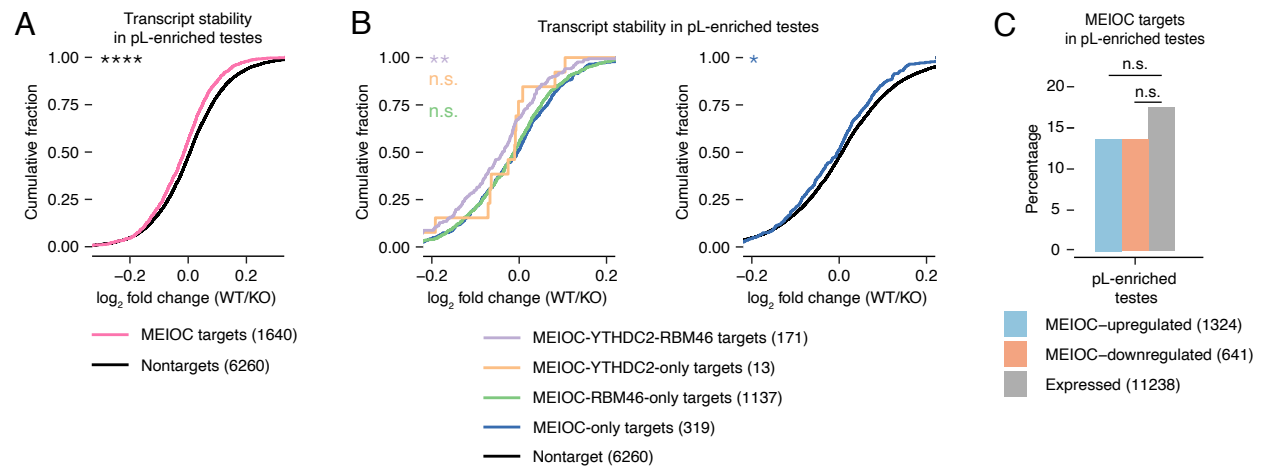 A
Transcript stability
in pL-enriched testes
****
1.00
0.75
0.50
0.25
0.00
Cumulative fraction
−0.2
0.0
0.2
log2 fold change (WT/KO)
MEIOC targets (1640)
Nontargets (6260)
B
Transcript stability in pL-enriched testes
**
n.s.
n.s.
1.00
0.75
0.50
0.25
0.00
Cumulative fraction
−0.2
0.0
0.2
log2 fold change (WT/KO)
*
1.00
0.75
0.50
0.25
0.00
Cumulative fraction
−0.2
0.0
0.2
log2 fold change (WT/KO)
MEIOC-YTHDC2-RBM46 targets (171)
MEIOC-YTHDC2-only targets (13)
MEIOC-RBM46-only targets (1137)
MEIOC-only targets (319)
Nontarget (6260)
C
MEIOC targets
in pL-enriched testes
n.s.
n.s.
20
15
10
5
0
Percentaage
pL-enriched
testes
MEIOC−upregulated (1324)
MEIOC−downregulated (641)
Expressed (11238)